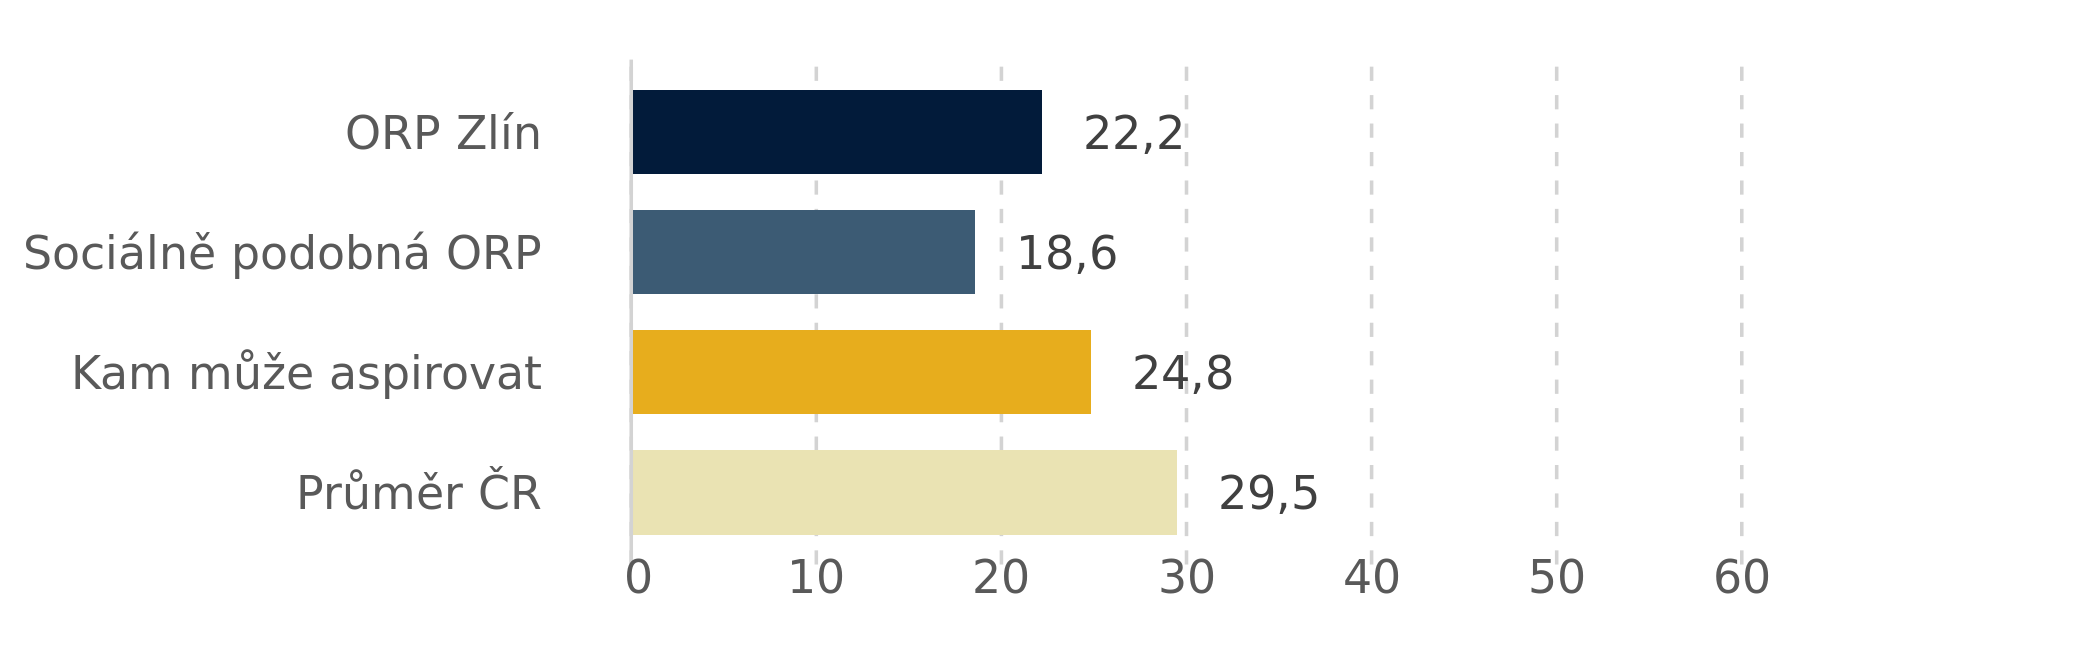 ORP Zlín 22,2
Sociálně podobná ORP 18,6
Kam může aspirovat 24,8
Průměr ČR 29,5
0 10 20 30 40 50 60